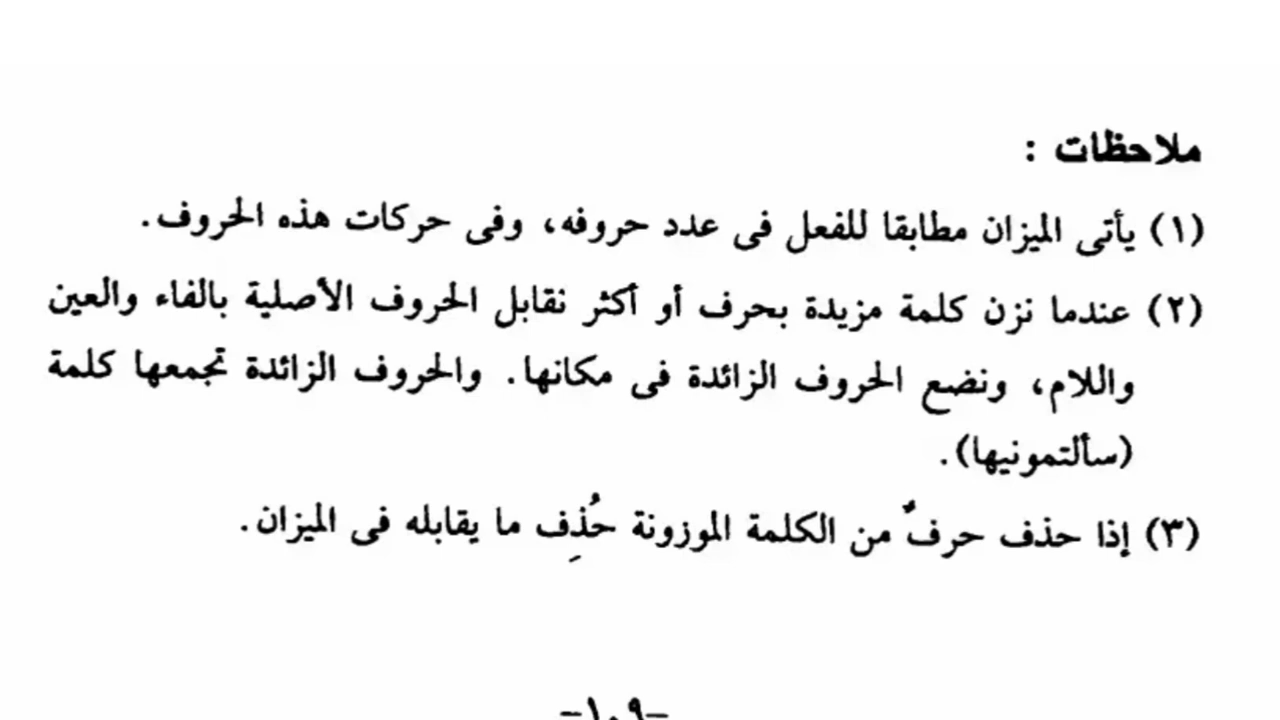 ملاحظات :
(١) يأتى الميزان مطابقا للفعل فى عدد حروفه، وفى حركات هذه الحروف.
(٢) عندما نزن كلمة مزيدة بحرف أو أكثر نقابل الحروف الأصلية بالفاء والعين
واللام، ونضع الحروف الزائدة فى مكانها. والحروف الزائدة تجمعها كلمة
(سألتمونيها).
(٣) إذا حذف حرفٌ من الكلمة الموزونة حُذِف ما يقابله فى الميزان.
-١٠٩-